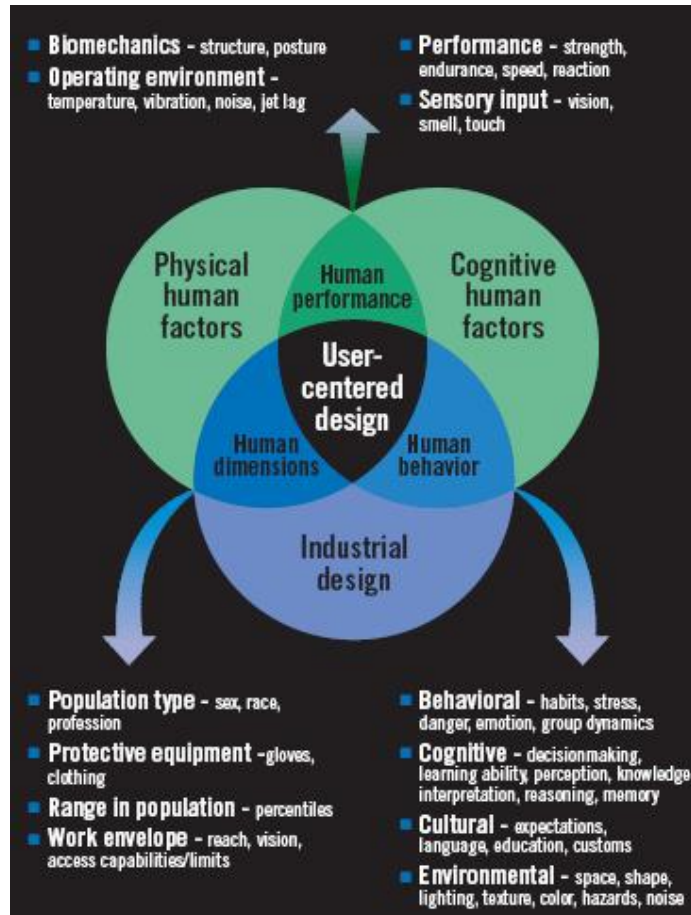 Biomechanics - structure, posture
Operating environment -
temperature, vibration, noise, jet lag
Performance - strength,
endurance, speed, reaction
Sensory input - vision,
smell, touch
Physical
human
factors
Human
performance
Cognitive
human
factors
User-
centered
design
Human
dimensions
Human
behavior
Industrial
design
Population type - sex, race,
profession
Protective equipment -gloves,
clothing
Range in population - percentiles
Work envelope - reach, vision,
access capabilities/limits
Behavioral - habits, stress,
danger, emotion, group dynamics
Cognitive - decisionmaking,
learning ability, perception, knowledge
interpretation, reasoning, memory
Cultural - expectations,
language, education, customs
Environmental - space, shape,
lighting, texture, color, hazards, noise